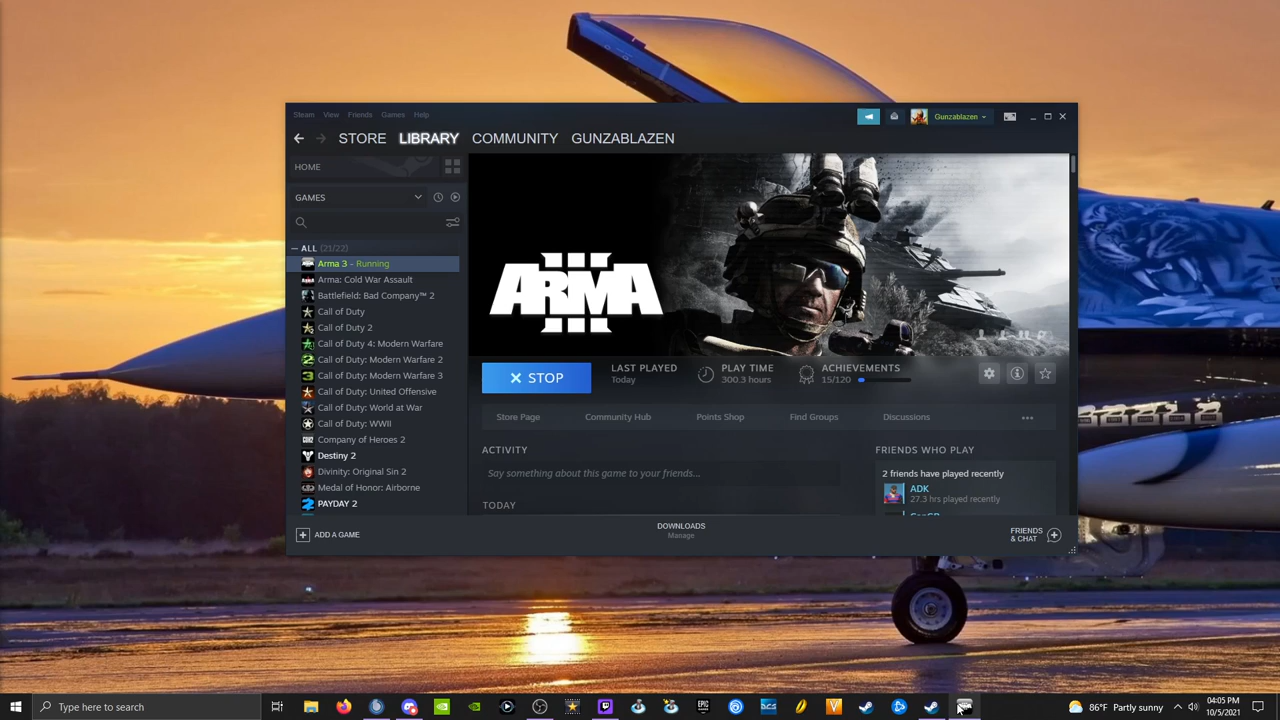 Steam View Friends Games Help
Gunzablazen
STORE LIBRARY COMMUNITY GUNZABLAZEN
HOME
GAMES
ALL (21/22)
Arma 3 - Running
Arma: Cold War Assault
Battlefield: Bad Company™ 2
Call of Duty
Call of Duty 2
Call of Duty 4: Modern Warfare
Call of Duty: Modern Warfare 2
Call of Duty: Modern Warfare 3
Call of Duty: United Offensive
Call of Duty: World at War
Call of Duty: WWII
Company of Heroes 2
Destiny 2
Divinity: Original Sin 2
Medal of Honor: Airborne
PAYDAY 2
ARMA III
STOP
LAST PLAYED
Today
PLAY TIME
300.3 hours
ACHIEVEMENTS
15/120
Store Page Community Hub Points Shop Find Groups Discussions
ACTIVITY
Say something about this game to your friends...
TODAY
FRIENDS WHO PLAY
2 friends have played recently
ADK
27.3 hrs played recently
ADD A GAME
DOWNLOADS
Manage
FRIENDS
& CHAT
Type here to search
86°F Partly sunny
04:05 PM
10/5/2021